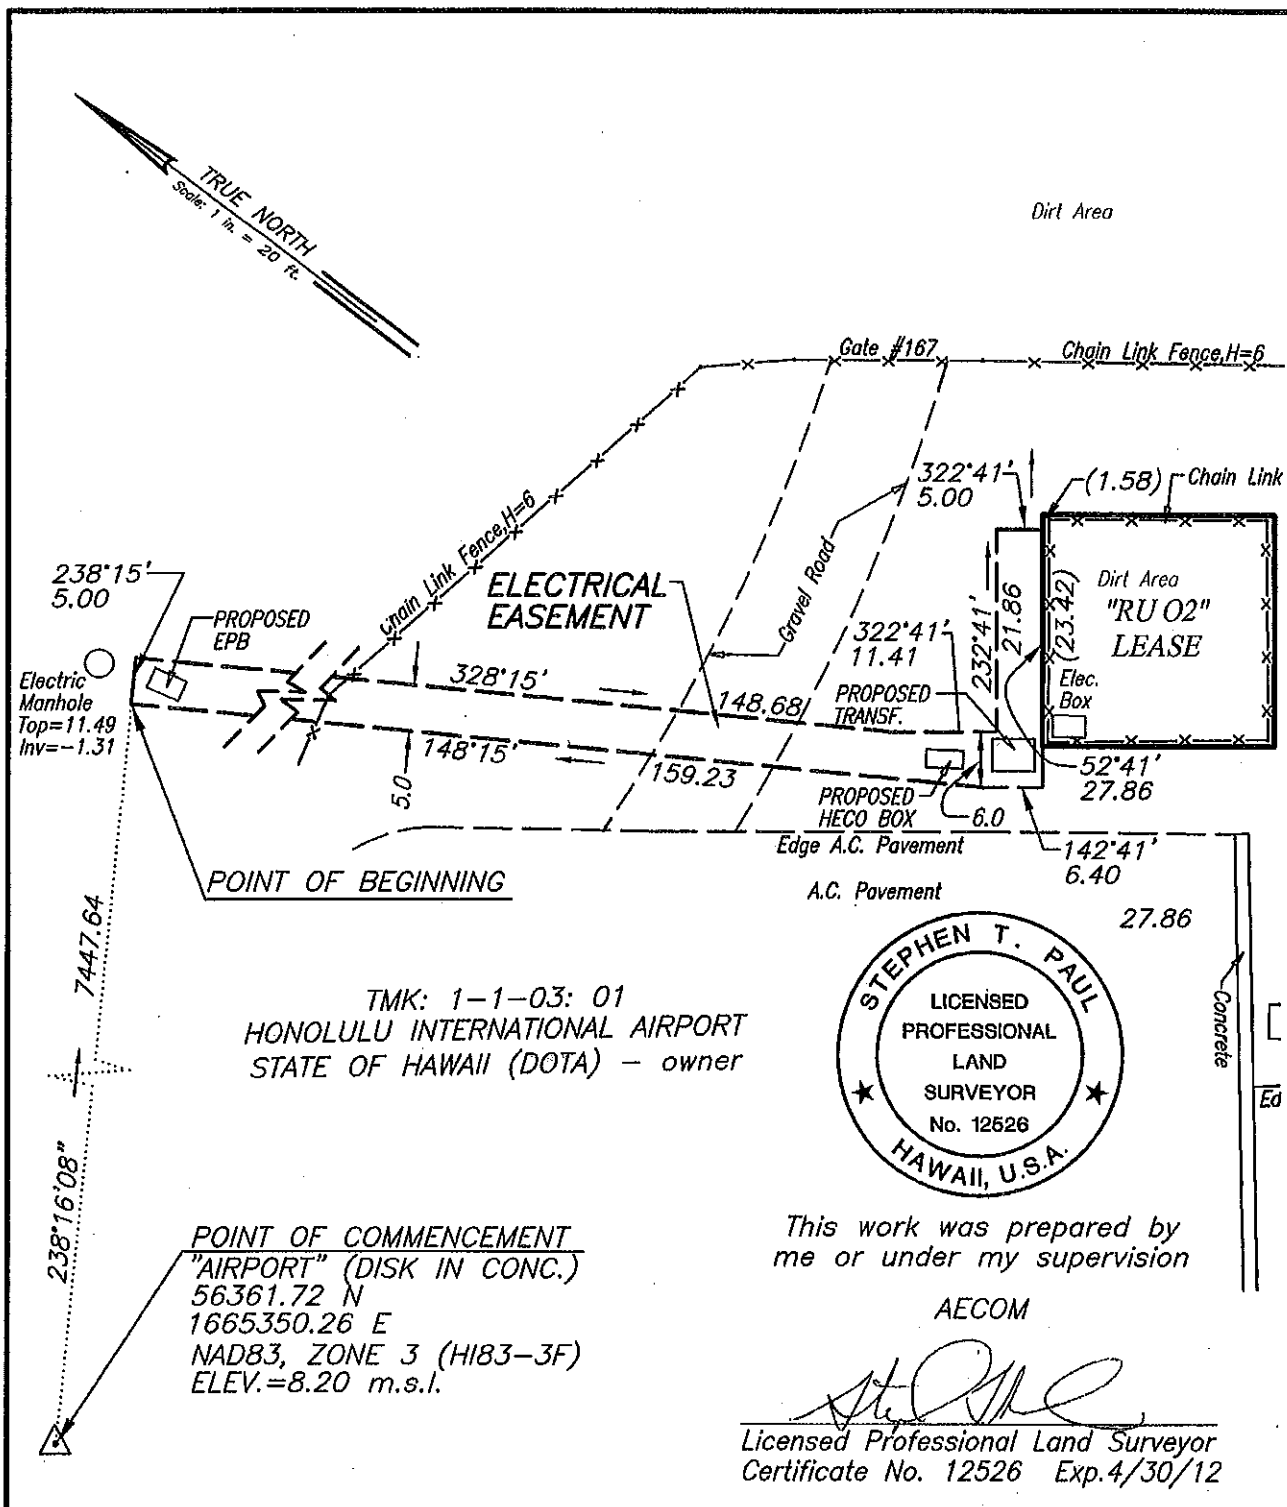 TRUE NORTH
Scale: 1 in. = 20 ft.
Dirt Area
Gate #167
Chain Link Fence,H=6
322°41'
5.00
(1.58)
Chain Link
Chain Link Fence,H=6
238°15'
5.00
PROPOSED
EPB
ELECTRICAL
EASEMENT
Gravel Road
322°41'
11.41
232°41'
21.86
(23.42)
Dirt Area
"RU O2"
LEASE
Elec.
Box
Electric
Manhole
Top=11.49
Inv=-1.31
328°15'
148.68
PROPOSED
TRANSF.
148°15'
159.23
5.0
PROPOSED
HECO BOX
6.0
52°41'
27.86
Edge A.C. Pavement
142°41'
6.40
POINT OF BEGINNING
A.C. Pavement
27.86
7447.64
238°16'08"
TMK: 1-1-03: 01
HONOLULU INTERNATIONAL AIRPORT
STATE OF HAWAII (DOTA) - owner
STEPHEN T. PAUL
LICENSED
PROFESSIONAL
LAND
SURVEYOR
No. 12526
HAWAII, U.S.A.
Concrete
Ed
POINT OF COMMENCEMENT
"AIRPORT" (DISK IN CONC.)
56361.72 N
1665350.26 E
NAD83, ZONE 3 (HI83-3F)
ELEV.=8.20 m.s.l.
This work was prepared by
me or under my supervision
AECOM
Licensed Professional Land Surveyor
Certificate No. 12526 Exp.4/30/12